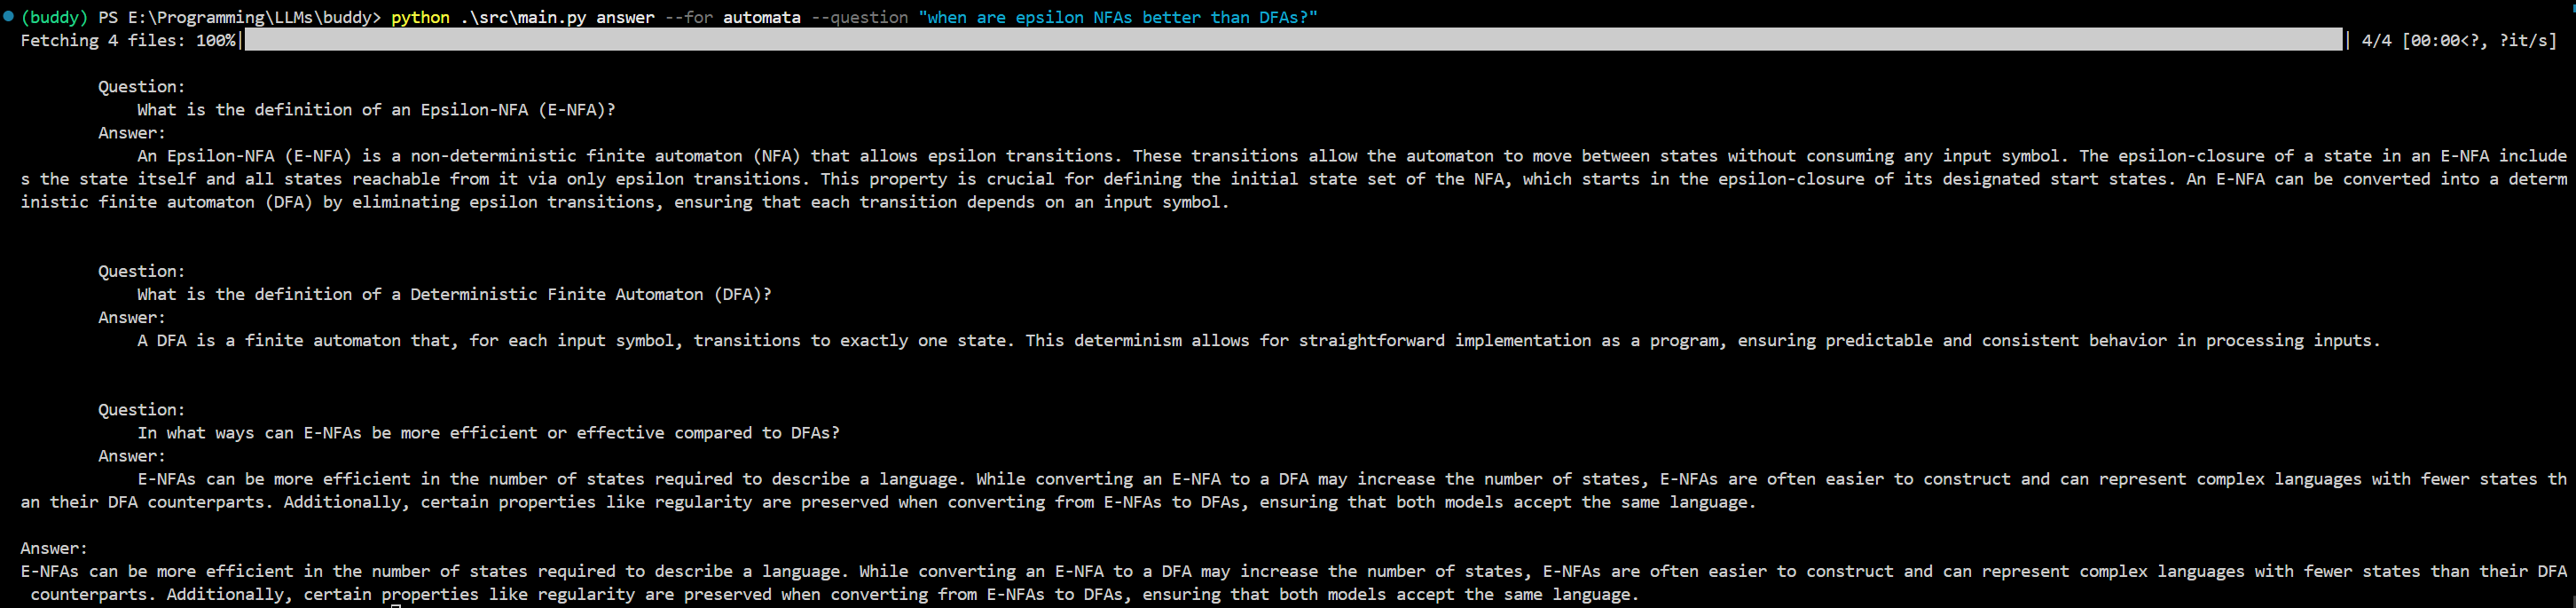 (buddy) PS E:\Programming\LLMs\buddy> python .\src\main.py answer --for automata --question "when are epsilon NFAs better than DFAs?"
Fetching 4 files: 100%| | 4/4 [00:00<?, ?it/s]
Question:
What is the definition of an Epsilon-NFA (E-NFA)?
Answer:
An Epsilon-NFA (E-NFA) is a non-deterministic finite automaton (NFA) that allows epsilon transitions. These transitions allow the automaton to move between states without consuming any input symbol. The epsilon-closure of a state in an E-NFA include
s the state itself and all states reachable from it via only epsilon transitions. This property is crucial for defining the initial state set of the NFA, which starts in the epsilon-closure of its designated start states. An E-NFA can be converted into a determ
inistic finite automaton (DFA) by eliminating epsilon transitions, ensuring that each transition depends on an input symbol.
Question:
What is the definition of a Deterministic Finite Automaton (DFA)?
Answer:
A DFA is a finite automaton that, for each input symbol, transitions to exactly one state. This determinism allows for straightforward implementation as a program, ensuring predictable and consistent behavior in processing inputs.
Question:
In what ways can E-NFAs be more efficient or effective compared to DFAs?
Answer:
E-NFAs can be more efficient in the number of states required to describe a language. While converting an E-NFA to a DFA may increase the number of states, E-NFAs are often easier to construct and can represent complex languages with fewer states th
an their DFA counterparts. Additionally, certain properties like regularity are preserved when converting from E-NFAs to DFAs, ensuring that both models accept the same language.
Answer:
E-NFAs can be more efficient in the number of states required to describe a language. While converting an E-NFA to a DFA may increase the number of states, E-NFAs are often easier to construct and can represent complex languages with fewer states than their DFA
counterparts. Additionally, certain properties like regularity are preserved when converting from E-NFAs to DFAs, ensuring that both models accept the same language.